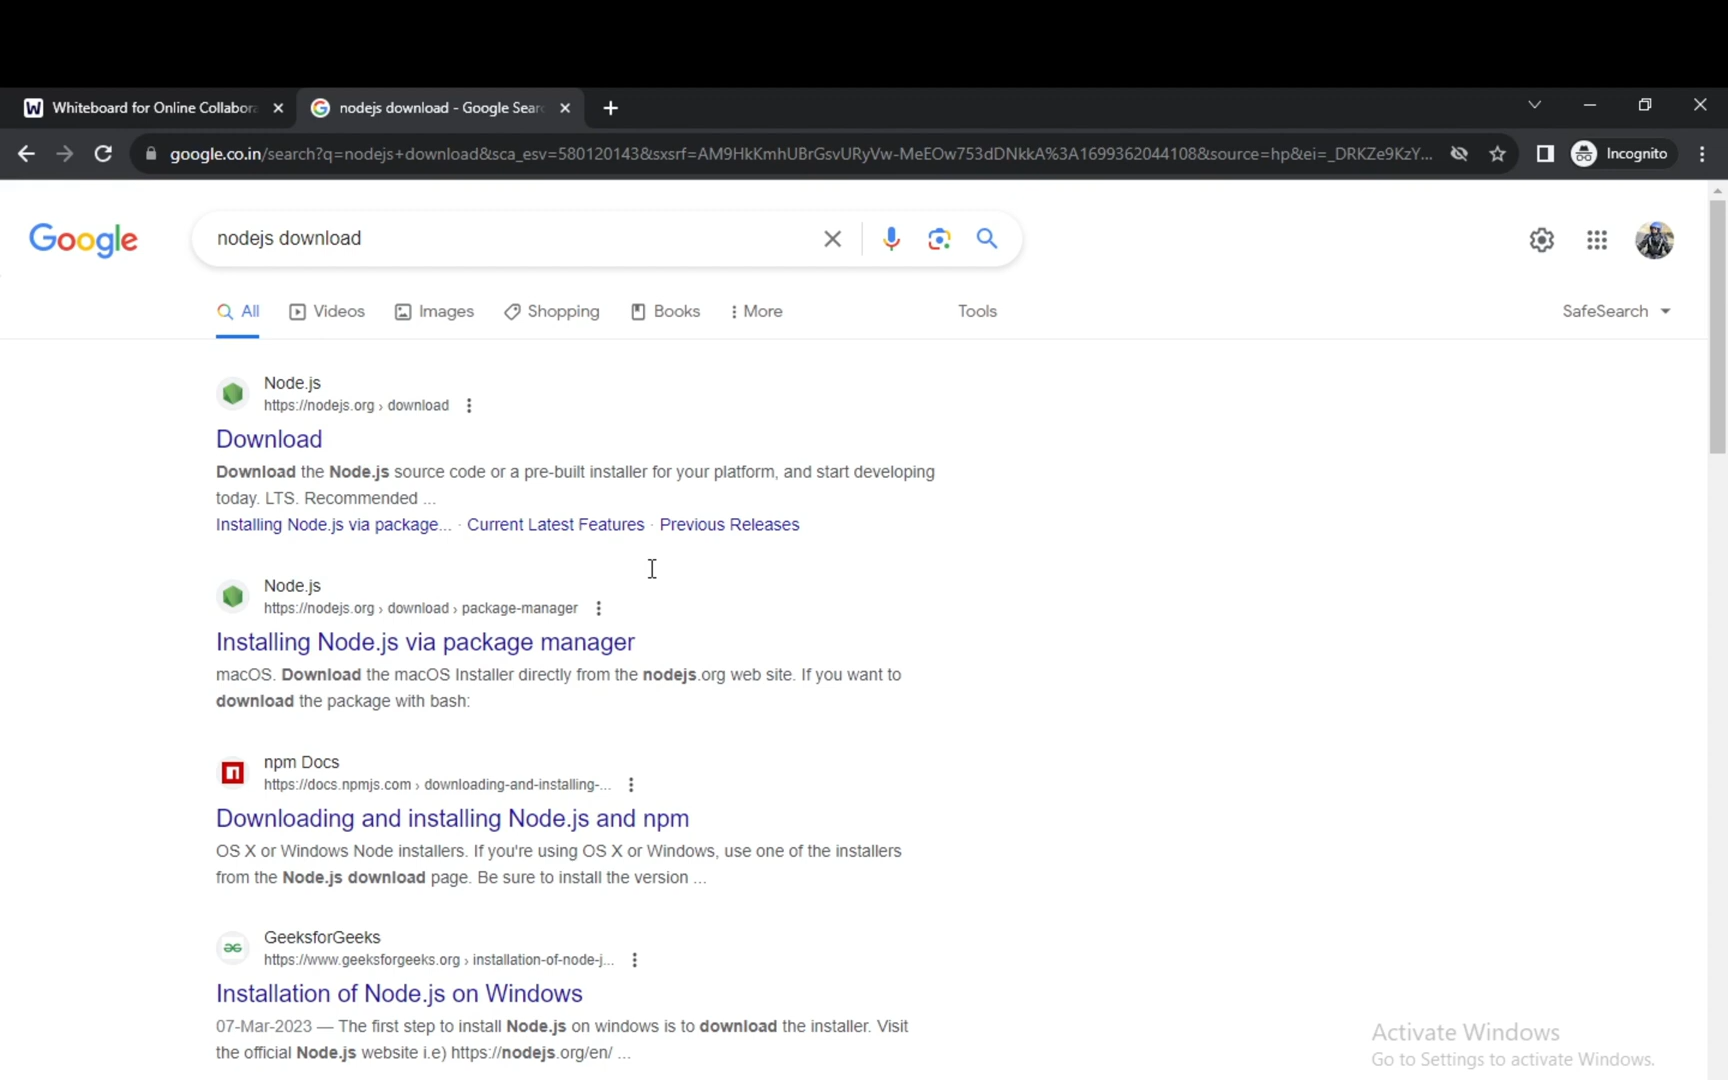 Whiteboard for Online Collabora
nodejs download - Google Sear
google.co.in/search?q=nodejs+download&sca_esv=580120143&sxsrf=AM9HkKmhUBrGsvURyVw-MeEOw753dDNkkA%3A1699362044108&source=hp&ei=_DRKZe9KzY...
Incognito
Google
nodejs download
All
Videos
Images
Shopping
Books
More
Tools
SafeSearch
Node.js
https://nodejs.org › download
Download
Download the Node.js source code or a pre-built installer for your platform, and start developing
today. LTS. Recommended ...
Installing Node.js via package... · Current Latest Features · Previous Releases
Node.js
https://nodejs.org › download › package-manager
Installing Node.js via package manager
macOS. Download the macOS Installer directly from the nodejs.org web site. If you want to
download the package with bash:
npm Docs
https://docs.npmjs.com › downloading-and-installing-...
Downloading and installing Node.js and npm
OS X or Windows Node installers. If you're using OS X or Windows, use one of the installers
from the Node.js download page. Be sure to install the version ...
GeeksforGeeks
https://www.geeksforgeeks.org › installation-of-node-j...
Installation of Node.js on Windows
07-Mar-2023 — The first step to install Node.js on windows is to download the installer. Visit
the official Node.js website i.e) https://nodejs.org/en/ ...
Activate Windows
Go to Settings to activate Windows.